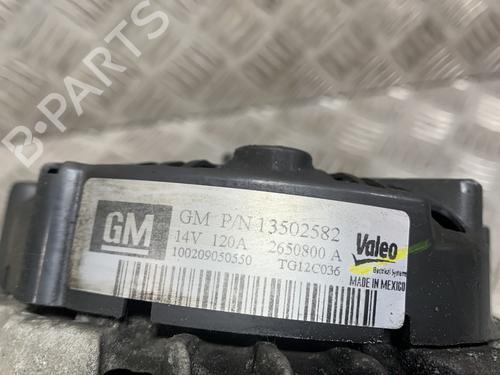 B-PARTS
GM
GM P/N 13502582
14V 120A 2650800 A
100209050550 TG12C036
Valeo
Electrical Systems
MADE IN MEXICO